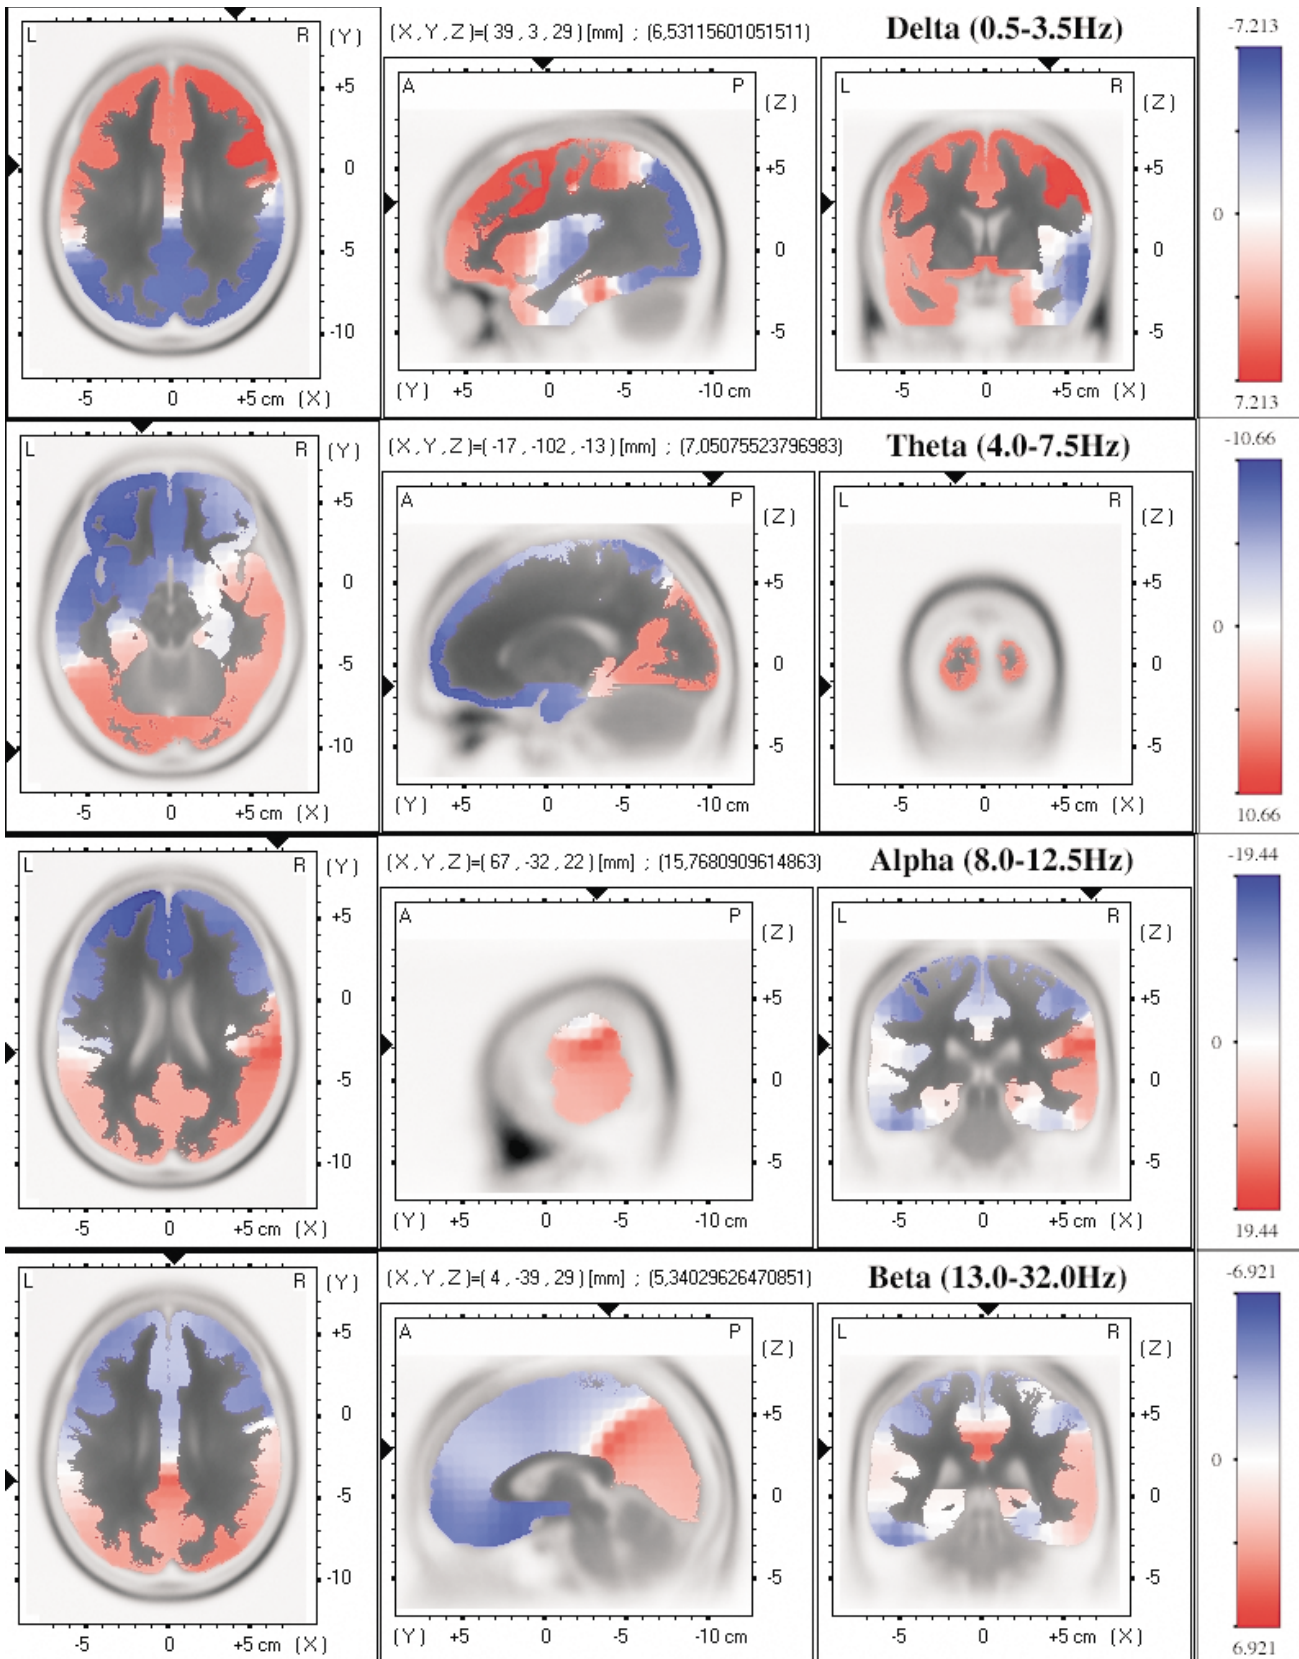 (X, Y, Z)=( 39 , 3 , 29 ) [mm] ; (6,53115601051511) Delta (0.5-3.5Hz) -7.213
L R (Y) A P (Z) L R (Z)
+5 +5 +5
0 0 0 0
-5
-10 -5 -5
-5 0 +5 cm (X) (Y) +5 0 -5 -10 cm -5 0 +5 cm (X) 7.213
(X, Y, Z)=( -17 , -102 , -13 ) [mm] ; (7,05075523796983) Theta (4.0-7.5Hz) -10.66
L R (Y) A P (Z) L R (Z)
+5 +5 +5
0 0 0 0
-5
-10 -5 -5
-5 0 +5 cm (X) (Y) +5 0 -5 -10 cm -5 0 +5 cm (X) 10.66
(X, Y, Z)=( 67 , -32 , 22 ) [mm] ; (15,7680909614863) Alpha (8.0-12.5Hz) -19.44
L R (Y) A P (Z) L R (Z)
+5 +5 +5
0 0 0 0
-5
-10 -5 -5
-5 0 +5 cm (X) (Y) +5 0 -5 -10 cm -5 0 +5 cm (X) 19.44
(X, Y, Z)=( 4 , -39 , 29 ) [mm] ; (5,34029626470851) Beta (13.0-32.0Hz) -6.921
L R (Y) A P (Z) L R (Z)
+5 +5 +5
0 0 0 0
-5
-10 -5 -5
-5 0 +5 cm (X) (Y) +5 0 -5 -10 cm -5 0 +5 cm (X) 6.921